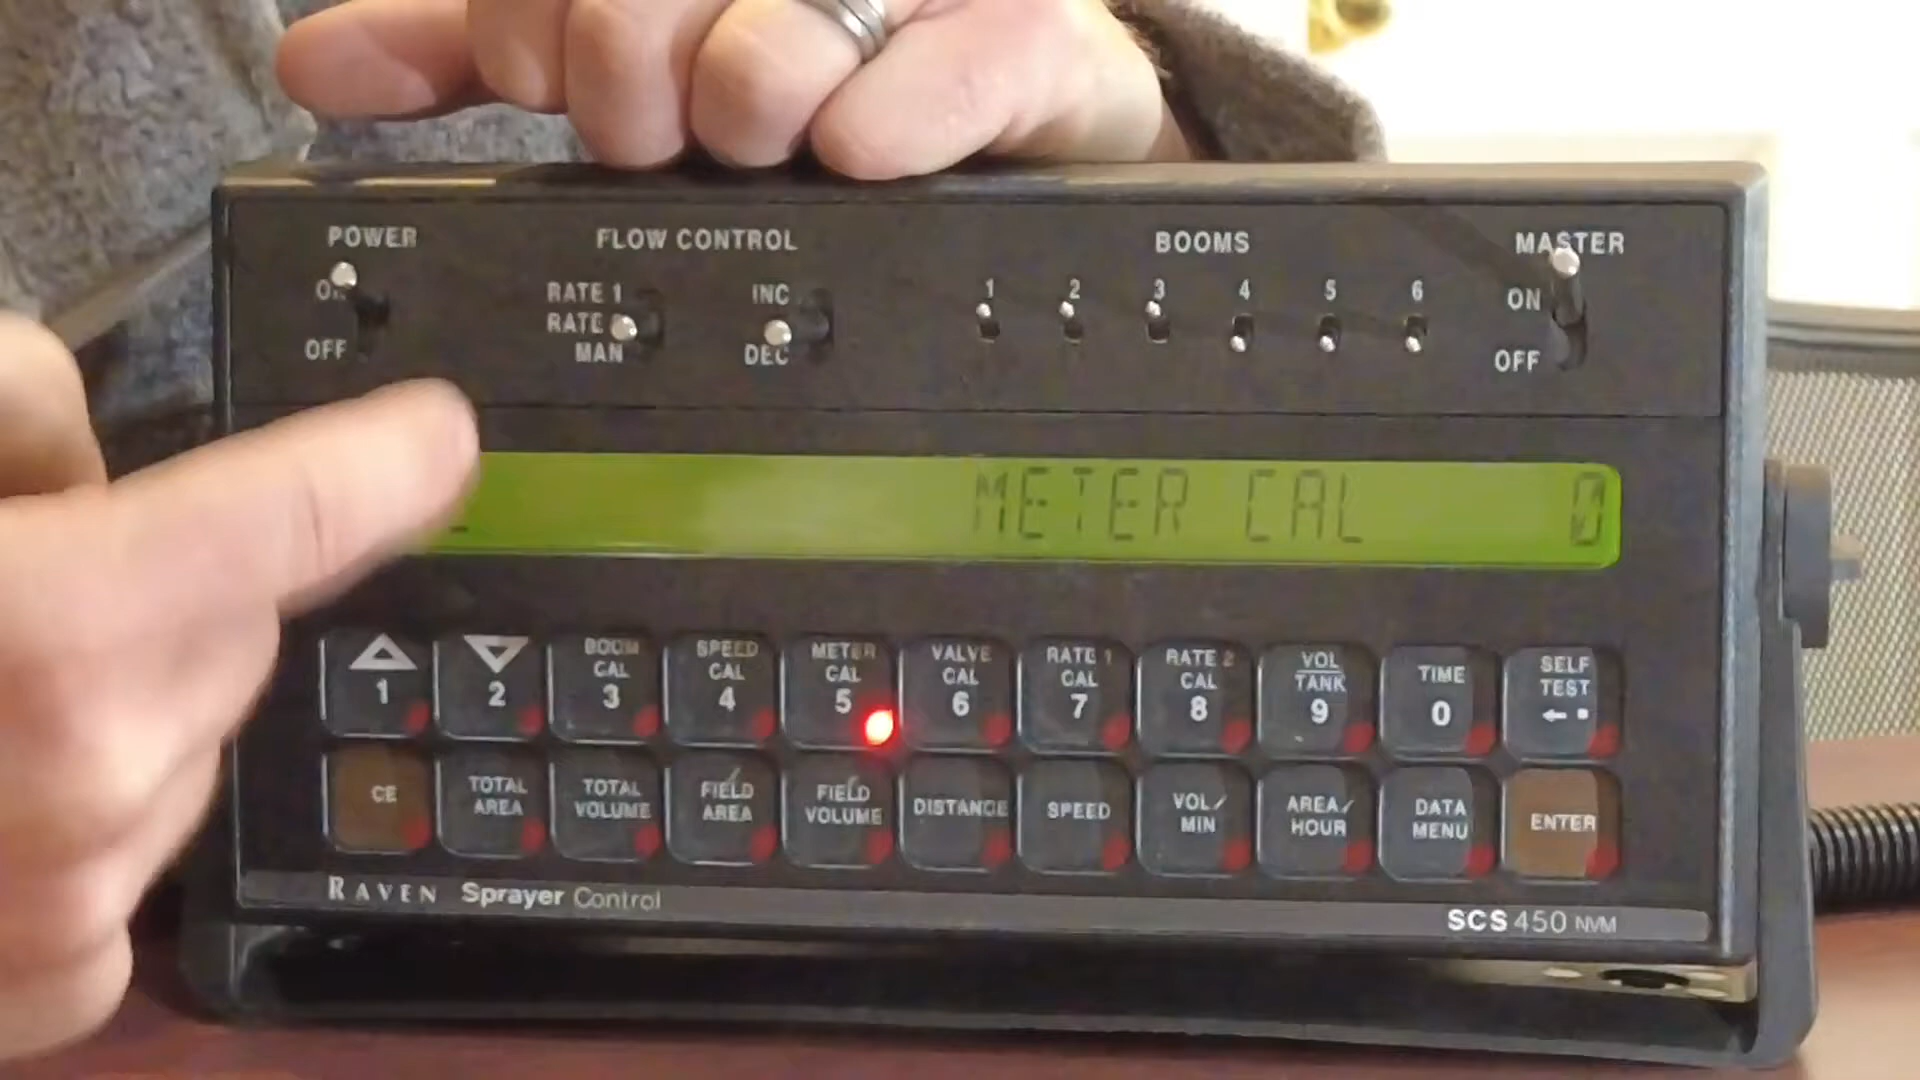 POWER
FLOW CONTROL
BOOMS
MASTER
ON
OFF
RATE 1
RATE
MAN
INC
DEC
1 2 3 4 5 6
ON
OFF
METER CAL 0
1
2
BOOM CAL 3
SPEED CAL 4
METER CAL 5
VALVE CAL 6
RATE 1 CAL 7
RATE 2 CAL 8
VOL TANK 9
TIME 0
SELF TEST
CE
TOTAL AREA
TOTAL VOLUME
FIELD AREA
FIELD VOLUME
DISTANCE
SPEED
VOL/ MIN
AREA/ HOUR
DATA MENU
ENTER
RAVEN Sprayer Control
SCS 450 NVM